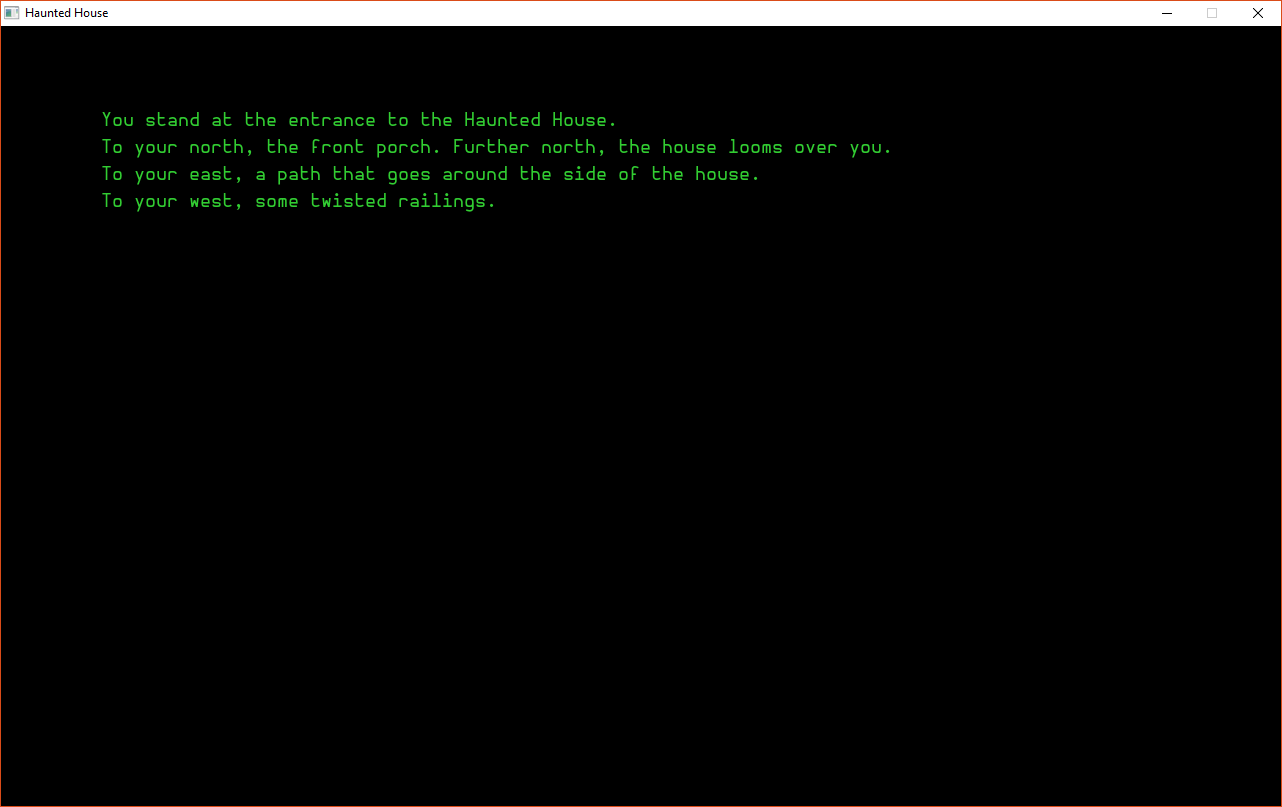 Haunted House
You stand at the entrance to the Haunted House.
To your north, the front porch. Further north, the house looms over you.
To your east, a path that goes around the side of the house.
To your west, some twisted railings.